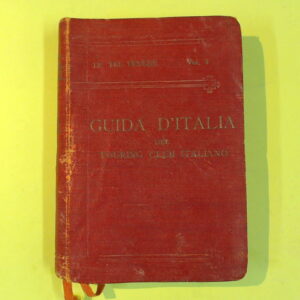 LE TRE VENEZIE Vol. I
GUIDA D'ITALIA
DEL
TOURING CLUB ITALIANO